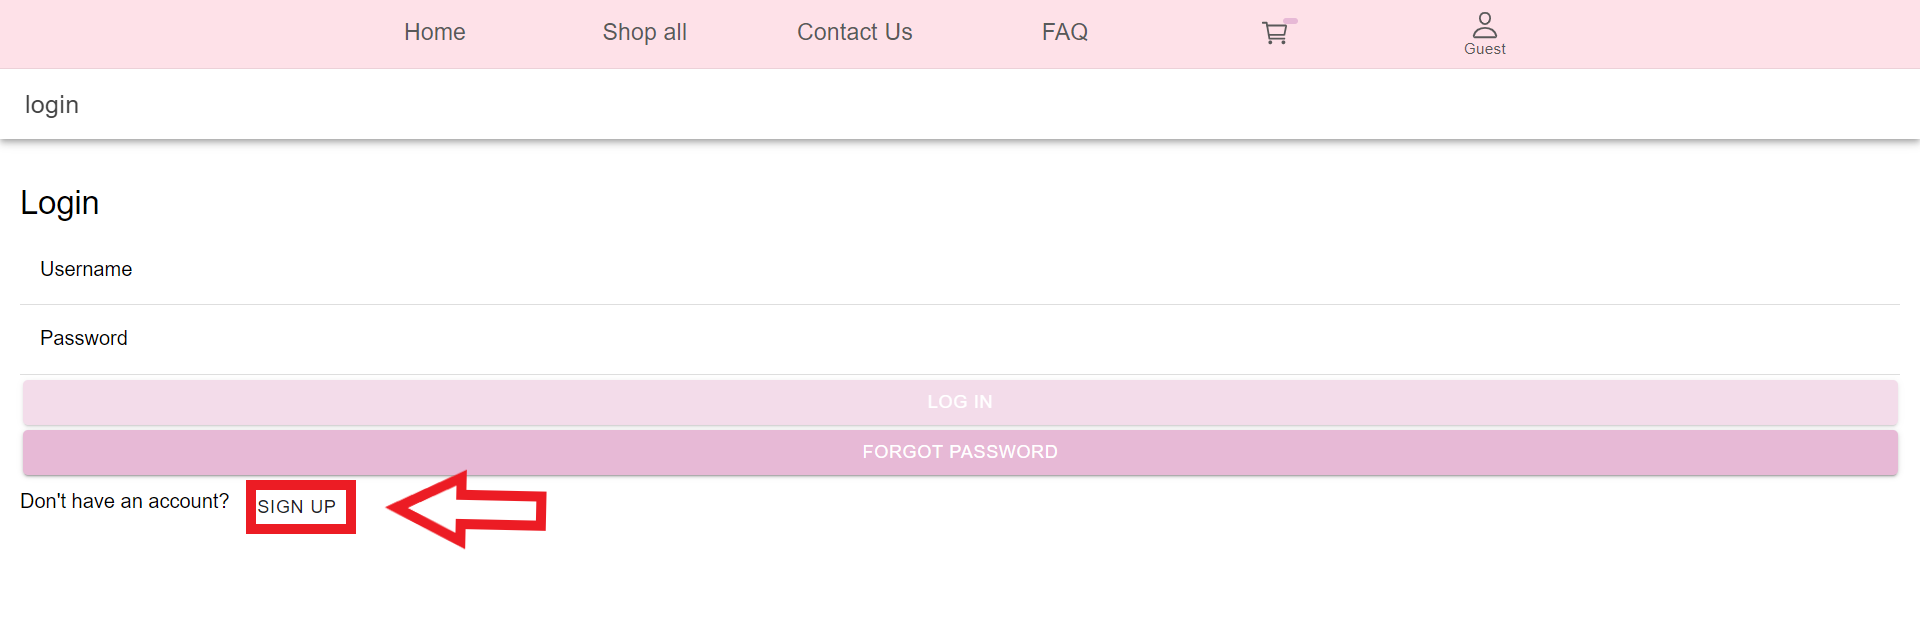 Home Shop all Contact Us FAQ
Guest
login
Login
Username
Password
LOG IN
FORGOT PASSWORD
Don't have an account? SIGN UP